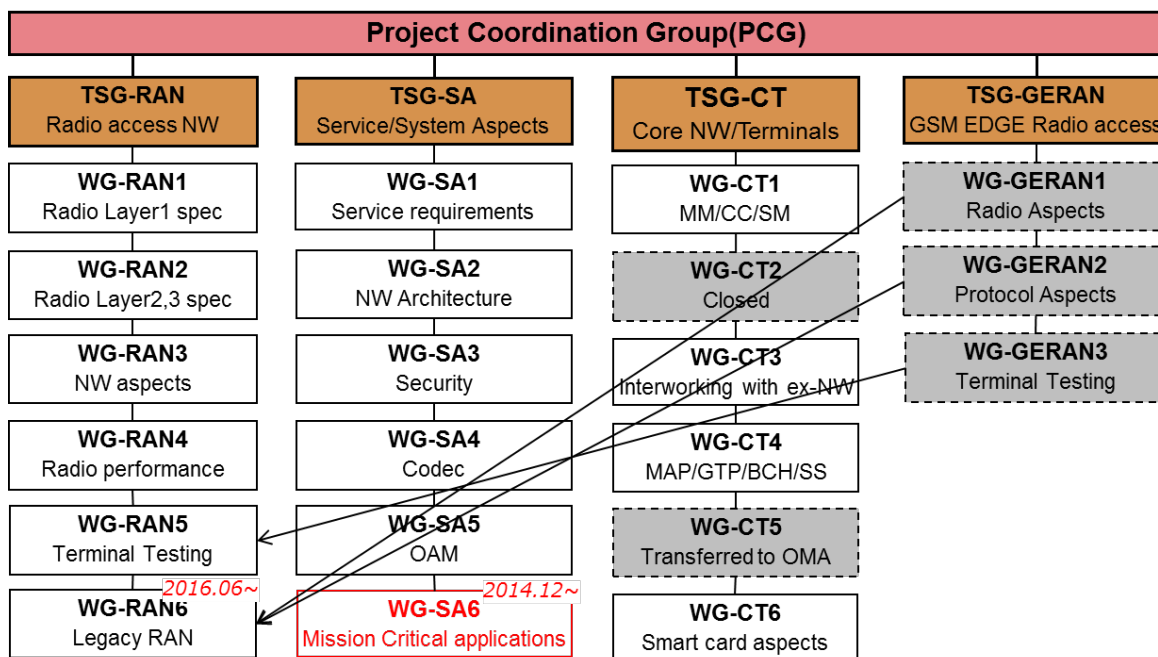 Project Coordination Group(PCG)
TSG-RAN
Radio access NW
WG-RAN1
Radio Layer1 spec
WG-RAN2
Radio Layer2,3 spec
WG-RAN3
NW aspects
WG-RAN4
Radio performance
WG-RAN5
Terminal Testing
2016.06~
WG-RAN6
Legacy RAN
TSG-SA
Service/System Aspects
WG-SA1
Service requirements
WG-SA2
NW Architecture
WG-SA3
Security
WG-SA4
Codec
WG-SA5
OAM
2014.12~
WG-SA6
Mission Critical applications
TSG-CT
Core NW/Terminals
WG-CT1
MM/CC/SM
WG-CT2
Closed
WG-CT3
Interworking with ex-NW
WG-CT4
MAP/GTP/BCH/SS
WG-CT5
Transferred to OMA
WG-CT6
Smart card aspects
TSG-GERAN
GSM EDGE Radio access
WG-GERAN1
Radio Aspects
WG-GERAN2
Protocol Aspects
WG-GERAN3
Terminal Testing